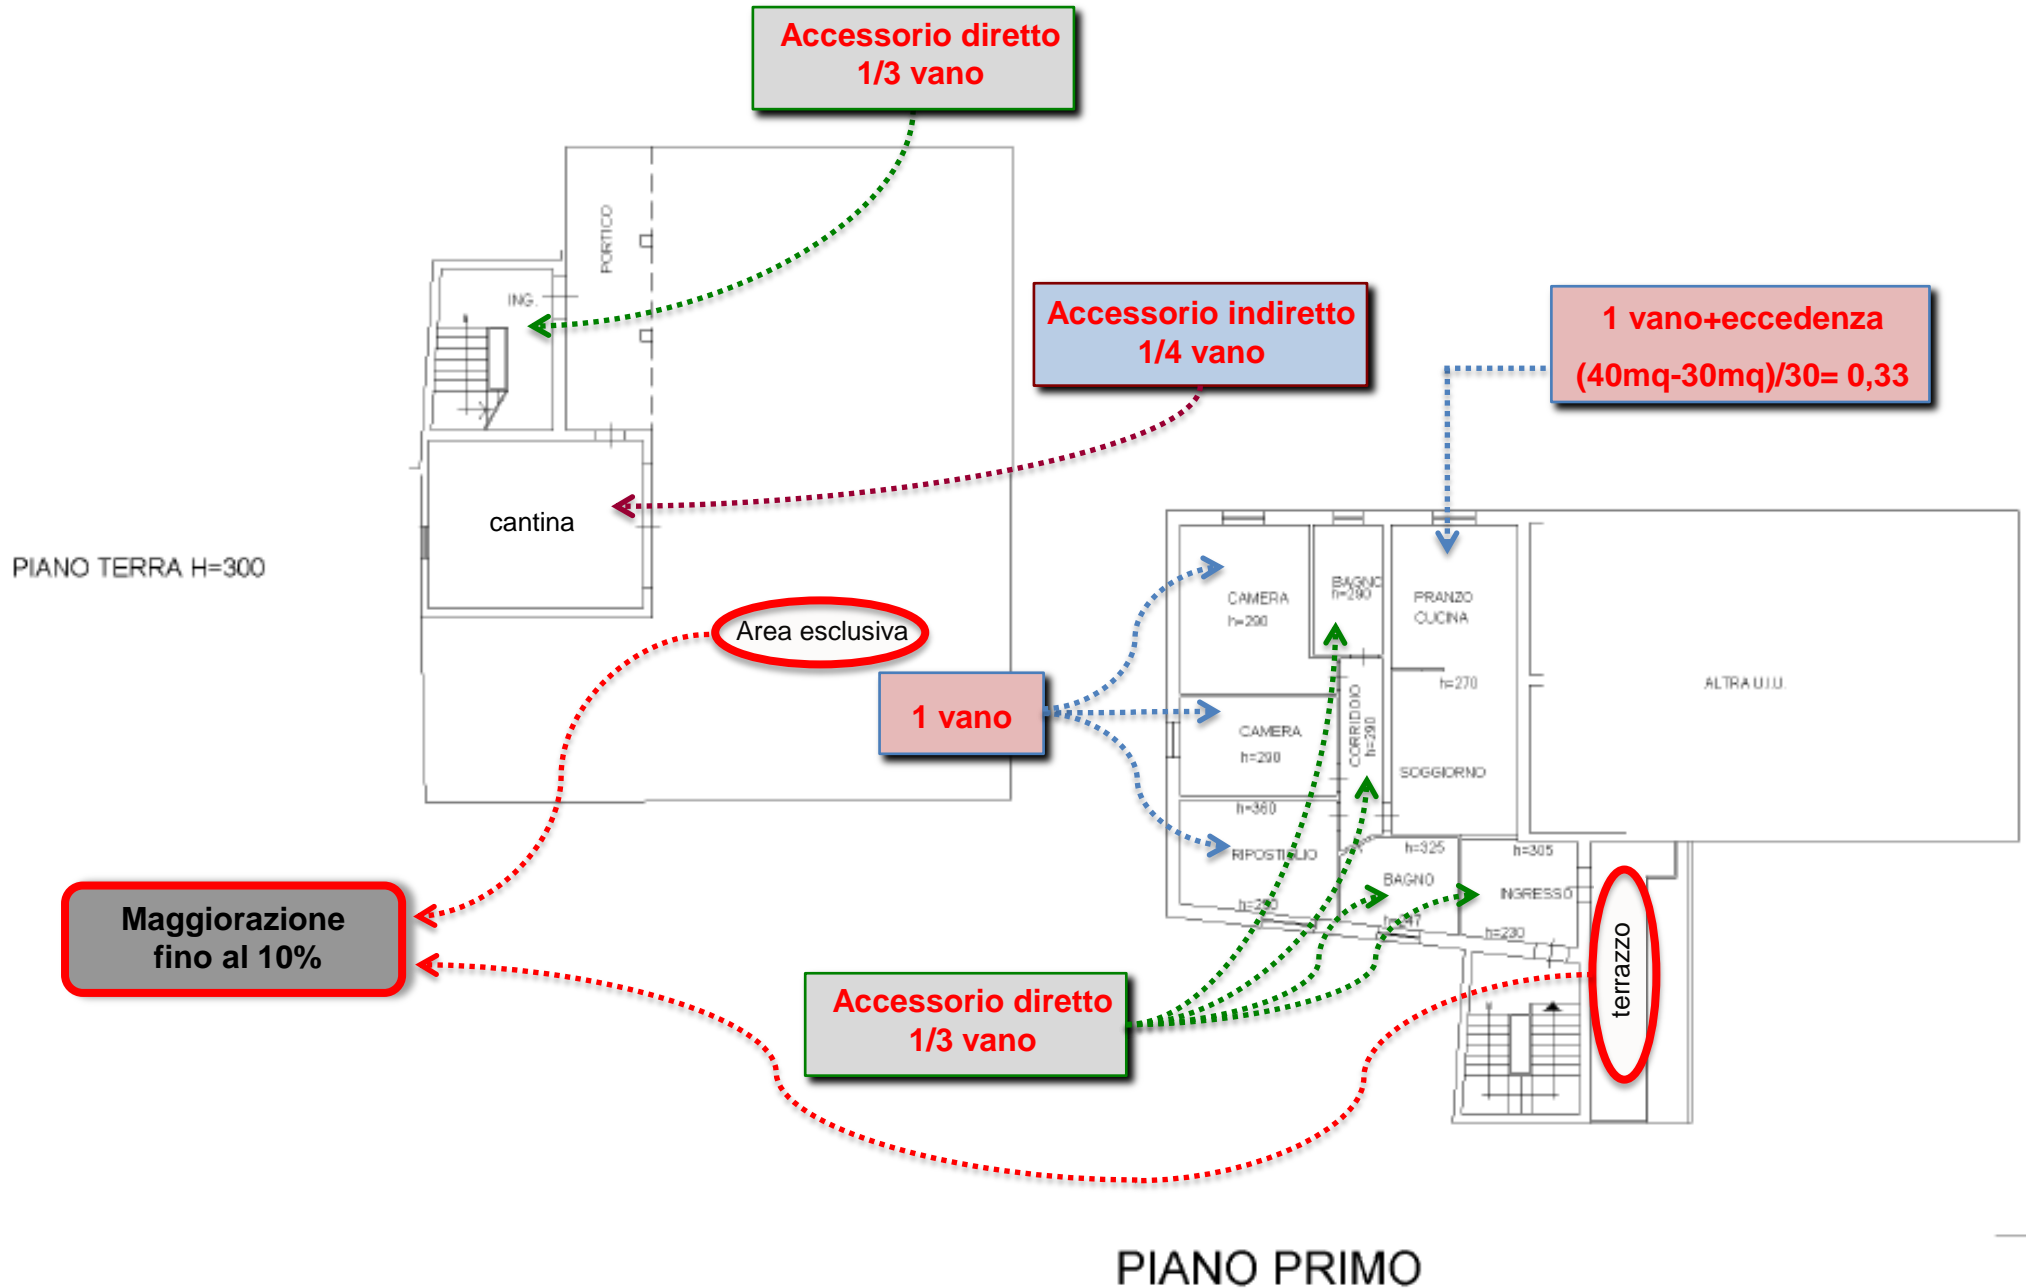 Accessorio diretto
1/3 vano
PORTICO
ING.
Accessorio indiretto
1/4 vano
1 vano+eccedenza
(40mq-30mq)/30= 0,33
cantina
PIANO TERRA H=300
Area esclusiva
1 vano
CAMERA
h=290
BAGNO
h=290
PRANZO
CUCINA
h=270
ALTRA U.I.U.
CAMERA
h=290
CORRIDOIO
h=290
SOGGIORNO
h=360
RIPOSTIGLIO
h=325
BAGNO
h=305
INGRESSO
h=230
terrazzo
Maggiorazione
fino al 10%
Accessorio diretto
1/3 vano
PIANO PRIMO